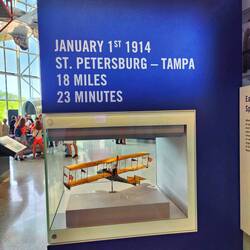 JANUARY 1ST 1914
ST. PETERSBURG – TAMPA
18 MILES
23 MINUTES